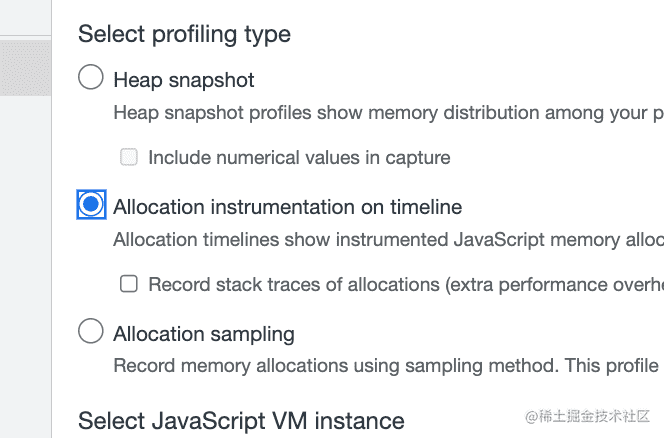 Select profiling type
Heap snapshot
Heap snapshot profiles show memory distribution among your p
Include numerical values in capture
Allocation instrumentation on timeline
Allocation timelines show instrumented JavaScript memory alloc
Record stack traces of allocations (extra performance overhe
Allocation sampling
Record memory allocations using sampling method. This profile
Select JavaScript VM instance
@稀土掘金技术社区